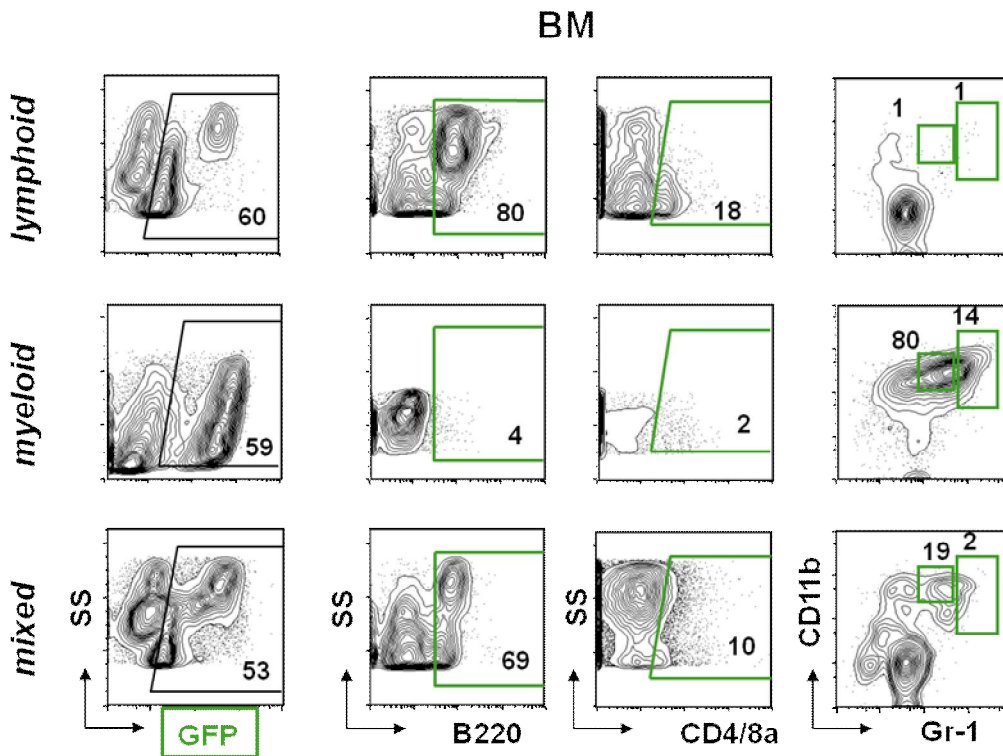 BM
lymphoid
60
80
18
1
1
myeloid
59
4
2
80
14
mixed
SS
53
GFP
SS
69
B220
SS
10
CD4/8a
CD11b
19
2
Gr-1